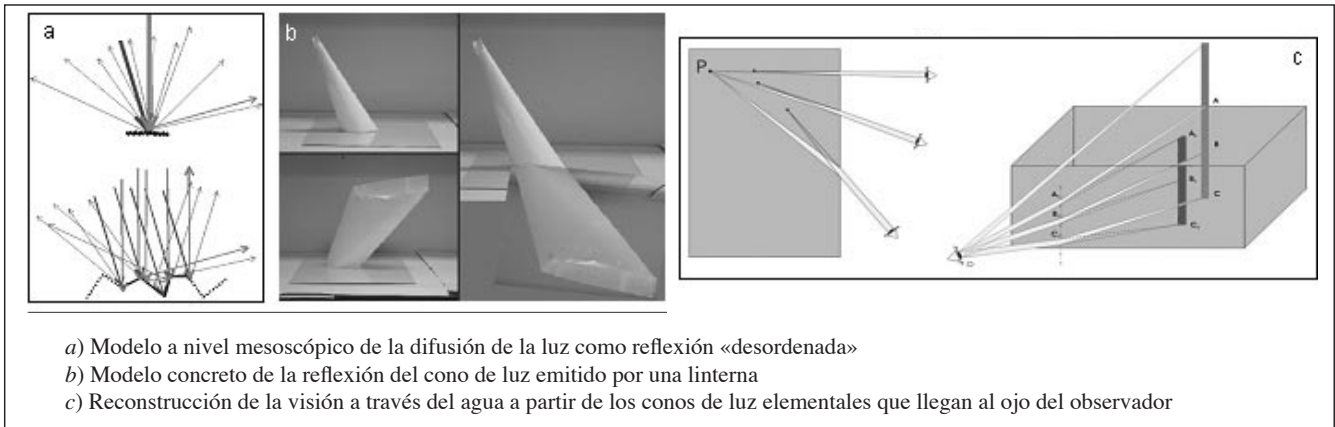 a
b
P
C
A
A₁
B
B₁
C
a) Modelo a nivel mesoscópico de la difusión de la luz como reflexión «desordenada»
b) Modelo concreto de la reflexión del cono de luz emitido por una linterna
c) Reconstrucción de la visión a través del agua a partir de los conos de luz elementales que llegan al ojo del observador